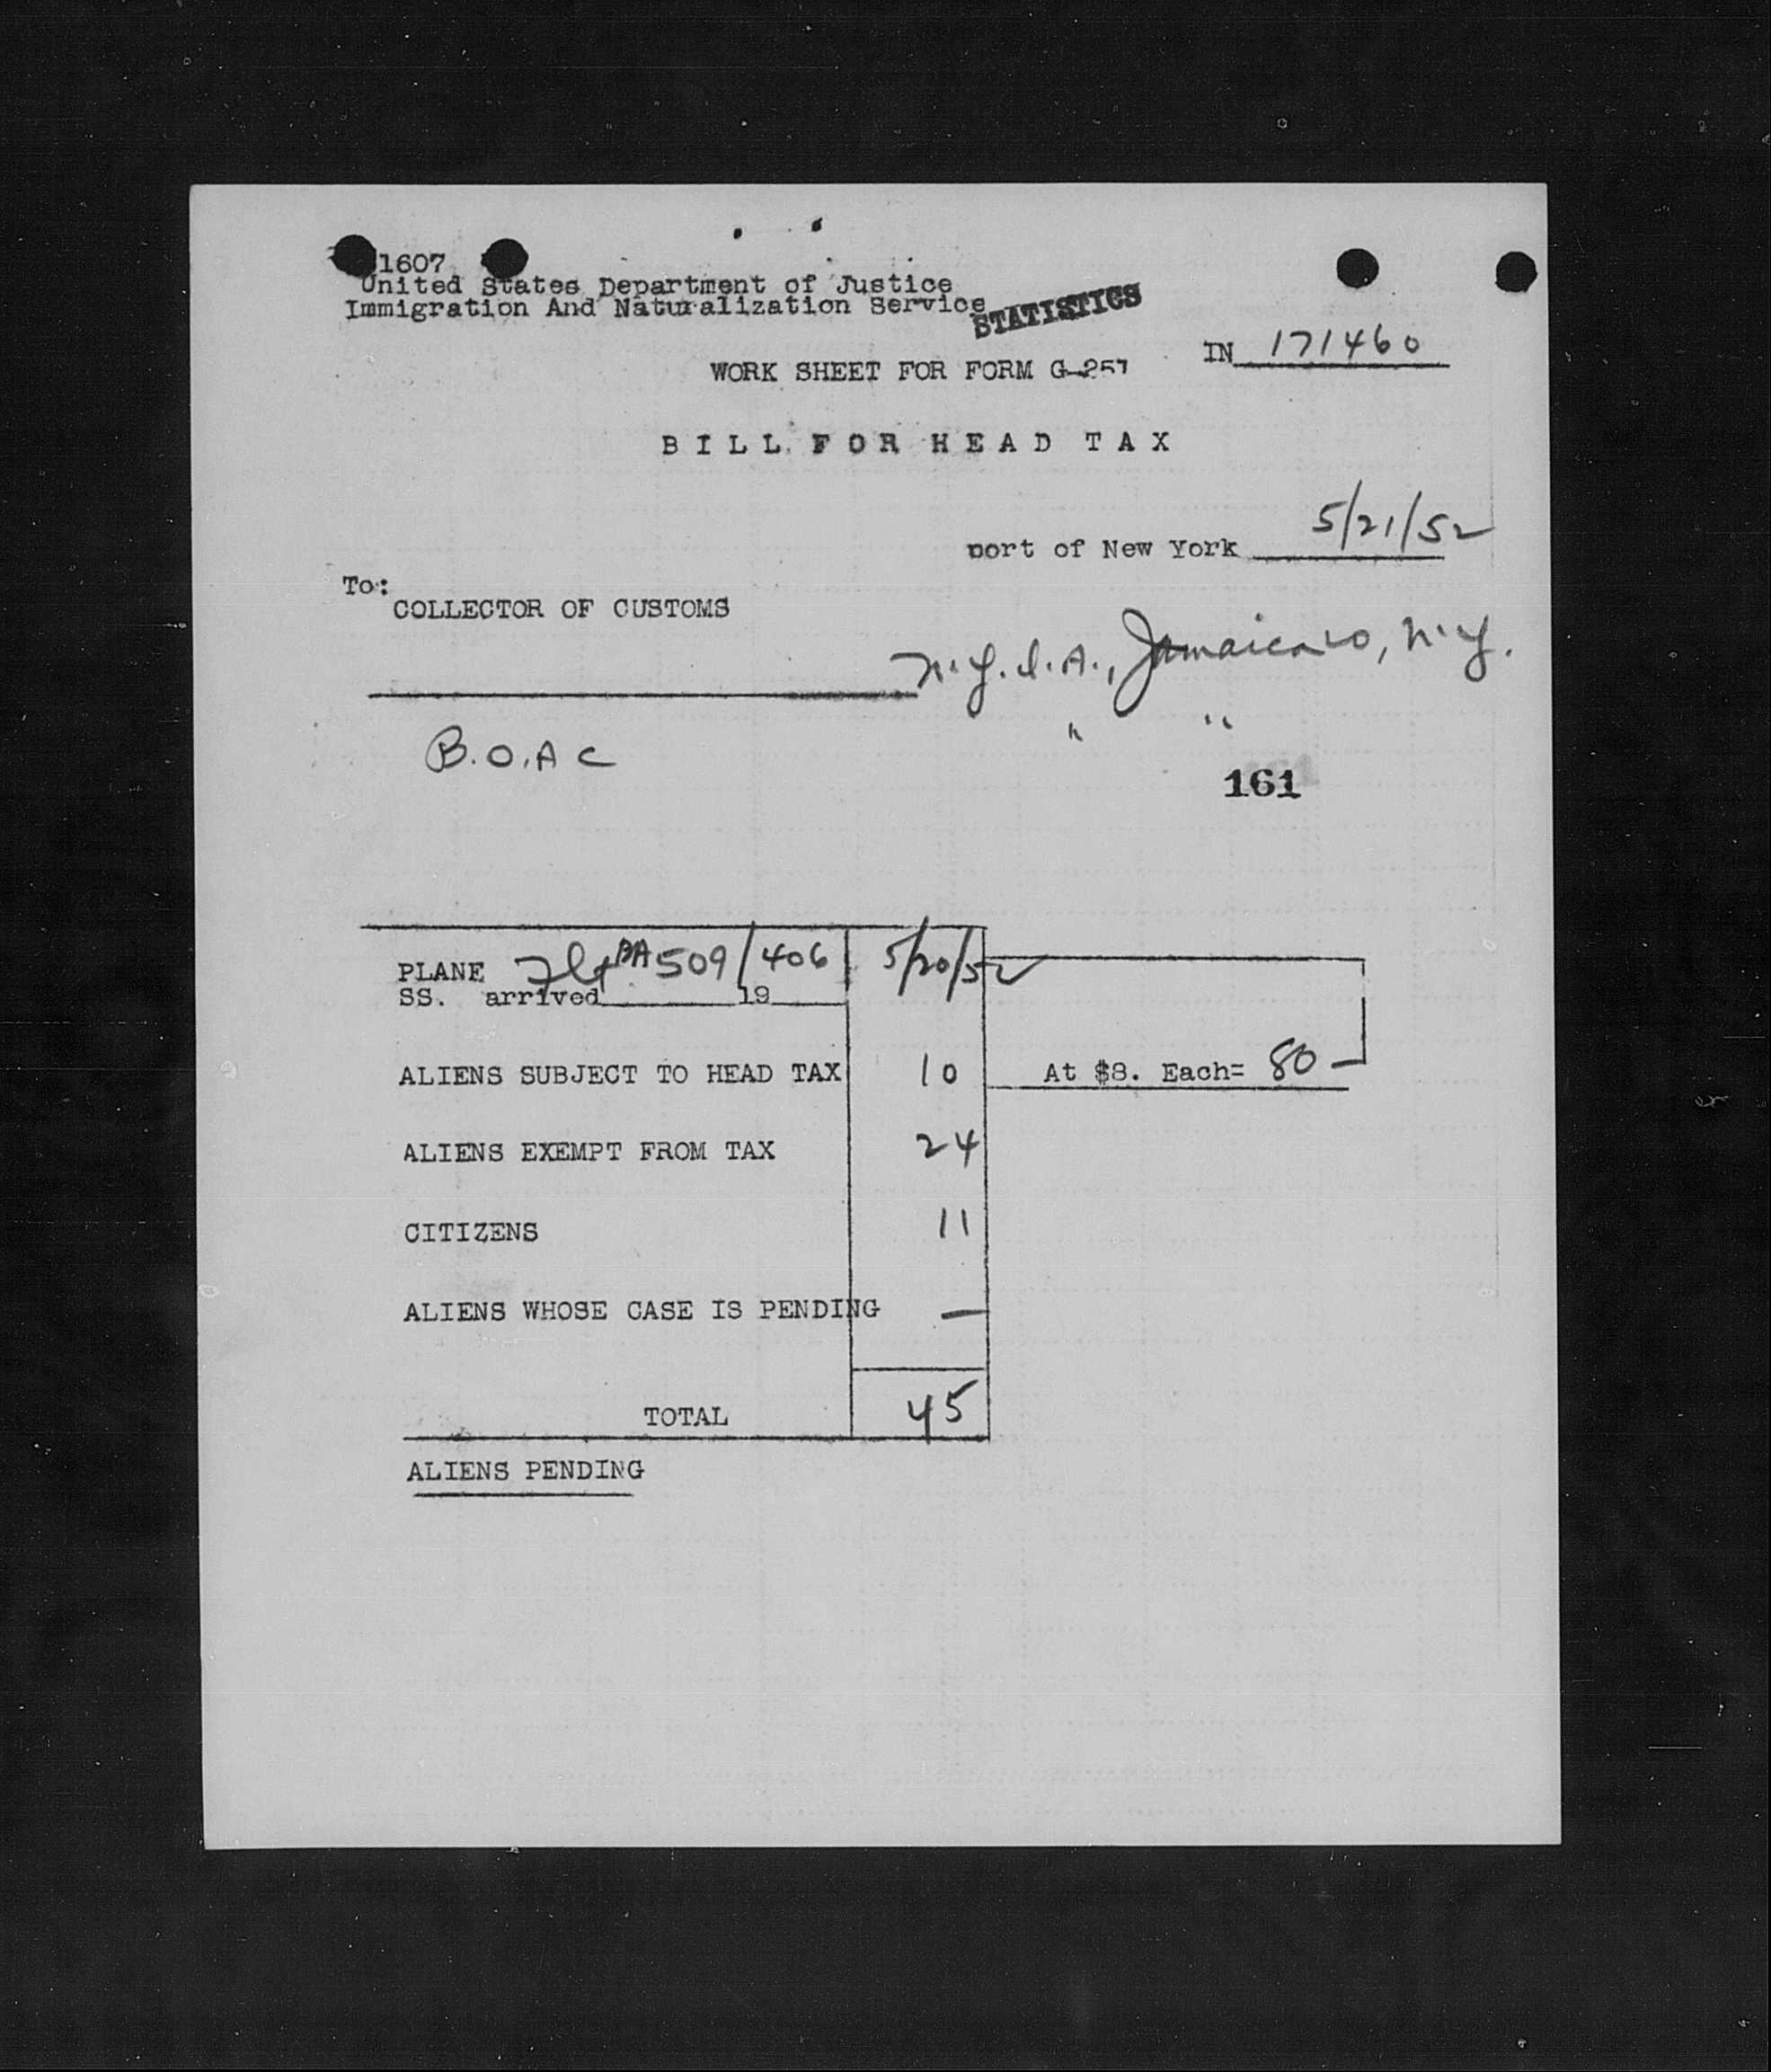 1607
United States Department of Justice
Immigration And Naturalization Service
STATISTICS
IN 171460
WORK SHEET FOR FORM G-257
BILL FOR HEAD TAX
port of New York 5/21/52
To:
COLLECTOR OF CUSTOMS
N.Y.I.A., Jamaica 20, N.Y.
" "
B.O.A C
161
PLANE Flt BA 509/406 5/20/52
SS. arrived 19
ALIENS SUBJECT TO HEAD TAX 10 At $8. Each= 80 —
ALIENS EXEMPT FROM TAX 24
CITIZENS 11
ALIENS WHOSE CASE IS PENDING —
TOTAL 45
ALIENS PENDING